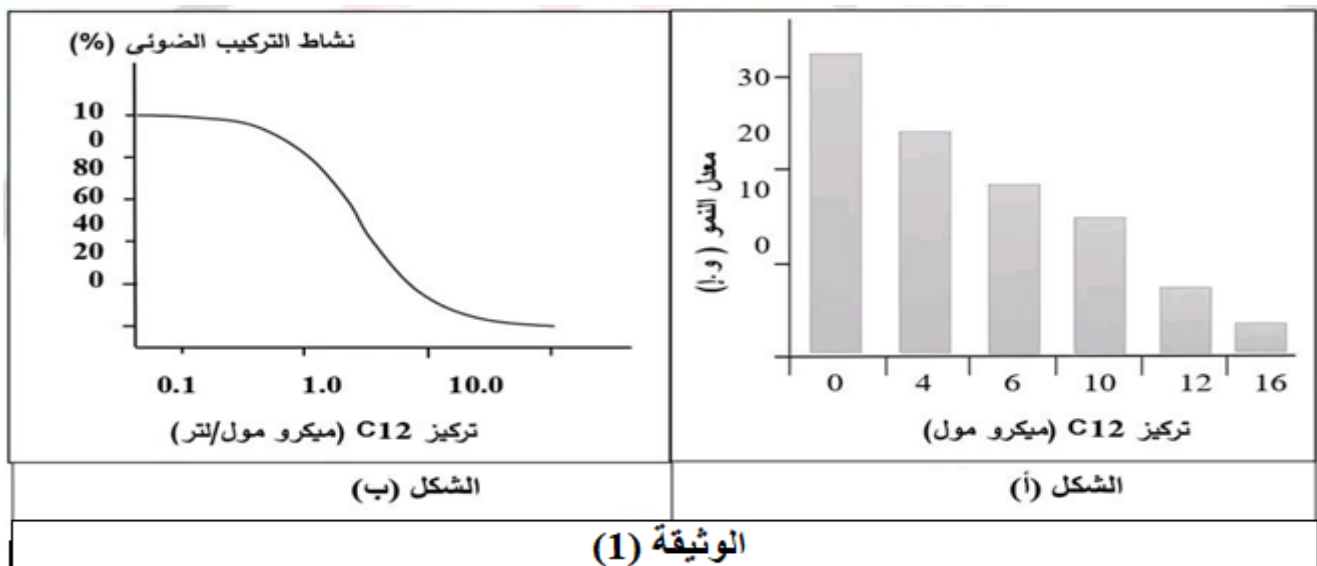 معدل النمو (و.إ)
30
20
10
0
0 4 6 10 12 16
تركيز C12 (ميكرو مول)
الشكل (أ)
نشاط التركيب الضوئي (%)
10
0
80
60
40
20
0
0.1 1.0 10.0
تركيز C12 (ميكرو مول/لتر)
الشكل (ب)
الوثيقة (1)